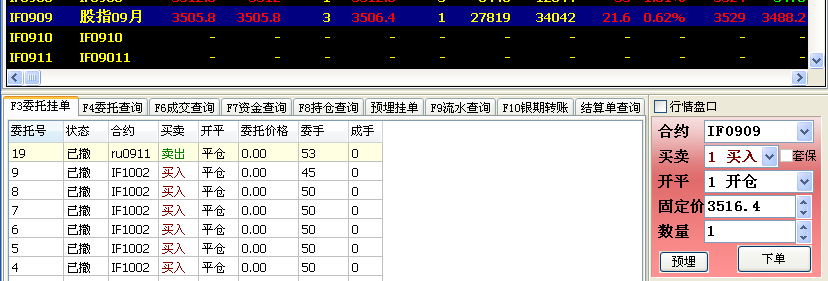 IF0909 股指09月 3505.8 3505.8 1 3506.4 3 27819 34042 21.6 0.62% 3529 3488.2
IF0910 IF0910 - - - - - - - - - - -
IF0911 IF09011 - - - - - - - - - - -
F3委托挂单 F4委托查询 F6成交查询 F7资金查询 F8持仓查询 预埋挂单 F9流水查询 F10银期转账 结算单查询
委托号 状态 合约 买卖 开平 委托价格 委手 成手
19 已撤 ru0911 卖出 平仓 0.00 53 0
9 已撤 IF1002 买入 平仓 0.00 45 0
8 已撤 IF1002 买入 平仓 0.00 50 0
7 已撤 IF1002 买入 平仓 0.00 50 0
6 已撤 IF1002 买入 平仓 0.00 50 0
5 已撤 IF1002 买入 平仓 0.00 50 0
4 已撤 IF1002 买入 平仓 0.00 50 0
行情盘口
合约 IF0909
买卖 1 买入 套保
开平 1 开仓
固定价 3516.4
数量 1
预埋 下单